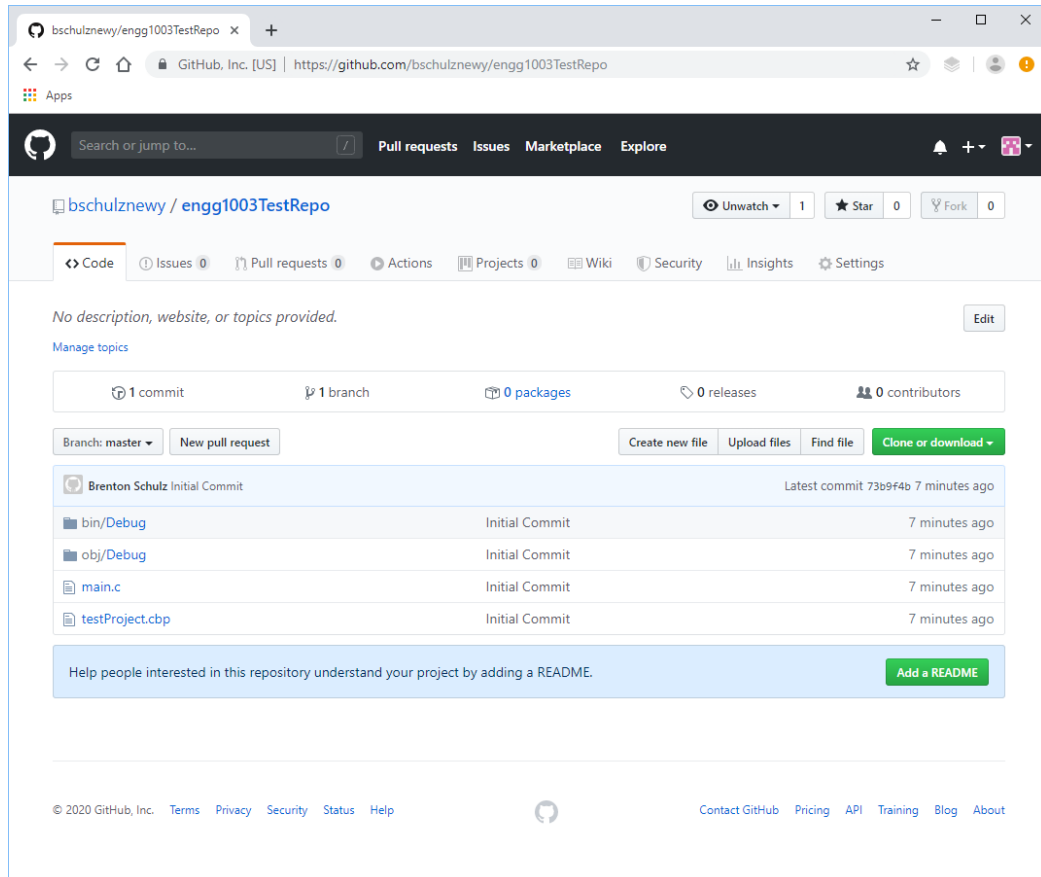 bschulznewy/engg1003TestRepo
GitHub, Inc. [US] | https://github.com/bschulznewy/engg1003TestRepo
Apps
Search or jump to... / Pull requests Issues Marketplace Explore
bschulznewy / engg1003TestRepo Unwatch 1 Star 0 Fork 0
Code Issues 0 Pull requests 0 Actions Projects 0 Wiki Security Insights Settings
No description, website, or topics provided. Edit
Manage topics
1 commit 1 branch 0 packages 0 releases 0 contributors
Branch: master New pull request Create new file Upload files Find file Clone or download
Brenton Schulz Initial Commit Latest commit 73b9f4b 7 minutes ago
bin/Debug Initial Commit 7 minutes ago
obj/Debug Initial Commit 7 minutes ago
main.c Initial Commit 7 minutes ago
testProject.cbp Initial Commit 7 minutes ago
Help people interested in this repository understand your project by adding a README. Add a README
© 2020 GitHub, Inc. Terms Privacy Security Status Help Contact GitHub Pricing API Training Blog About